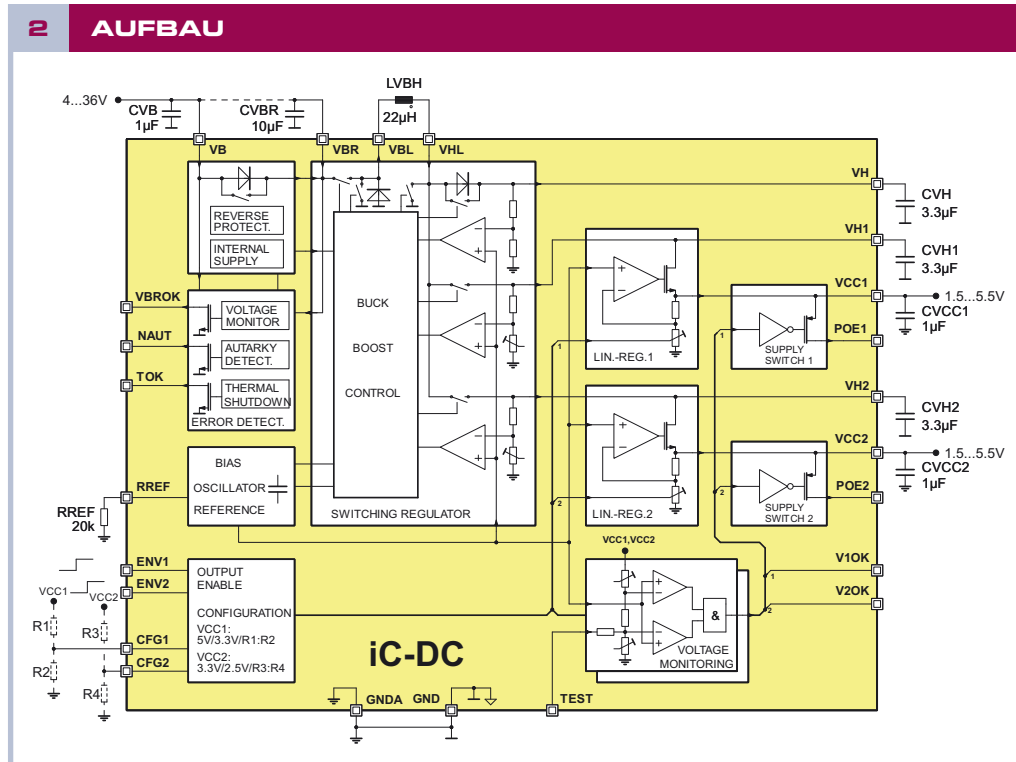 2 AUFBAU
LVBH
4...36V
CVB
1µF
CVBR
10µF
22µH
VB
VBR
VBL
VHL
VH
CVH
3.3µF
REVERSE
PROTECT.
INTERNAL
SUPPLY
VH1
CVH1
3.3µF
VBROK
VOLTAGE
MONITOR
NAUT
AUTARKY
DETECT.
TOK
THERMAL
SHUTDOWN
ERROR DETECT.
BUCK
BOOST
CONTROL
SWITCHING REGULATOR
+
−
−
−
−
+
+
+
1
LIN.-REG.1
VCC1
1.5...5.5V
CVCC1
1µF
1
SUPPLY
SWITCH 1
POE1
VH2
CVH2
3.3µF
+
−
2
LIN.-REG.2
VCC2
1.5...5.5V
CVCC2
1µF
2
SUPPLY
SWITCH 2
POE2
BIAS
OSCILLATOR
REFERENCE
RREF
RREF
20k
ENV1
ENV2
OUTPUT
ENABLE
CONFIGURATION
VCC1:
5V/3.3V/R1:R2
VCC2:
3.3V/2.5V/R3:R4
VCC1
VCC2
R1
R3
CFG1
R2
CFG2
R4
iC-DC
VCC1,VCC2
−
+
+
−
&
VOLTAGE
MONITORING
1
V1OK
2
V2OK
GNDA
GND
TEST